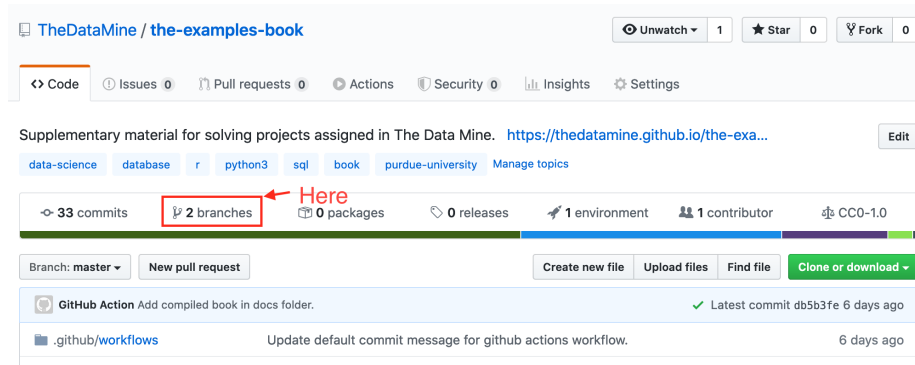 TheDataMine / the-examples-book
Unwatch 1 Star 0 Fork 0
Code Issues 0 Pull requests 0 Actions Security 0 Insights Settings
Supplementary material for solving projects assigned in The Data Mine. https://thedatamine.github.io/the-exa...
Edit
data-science database r python3 sql book purdue-university Manage topics
Here
33 commits 2 branches 0 packages 0 releases 1 environment 1 contributor CC0-1.0
Branch: master New pull request Create new file Upload files Find file Clone or download
GitHub Action Add compiled book in docs folder. Latest commit db5b3fe 6 days ago
.github/workflows Update default commit message for github actions workflow. 6 days ago